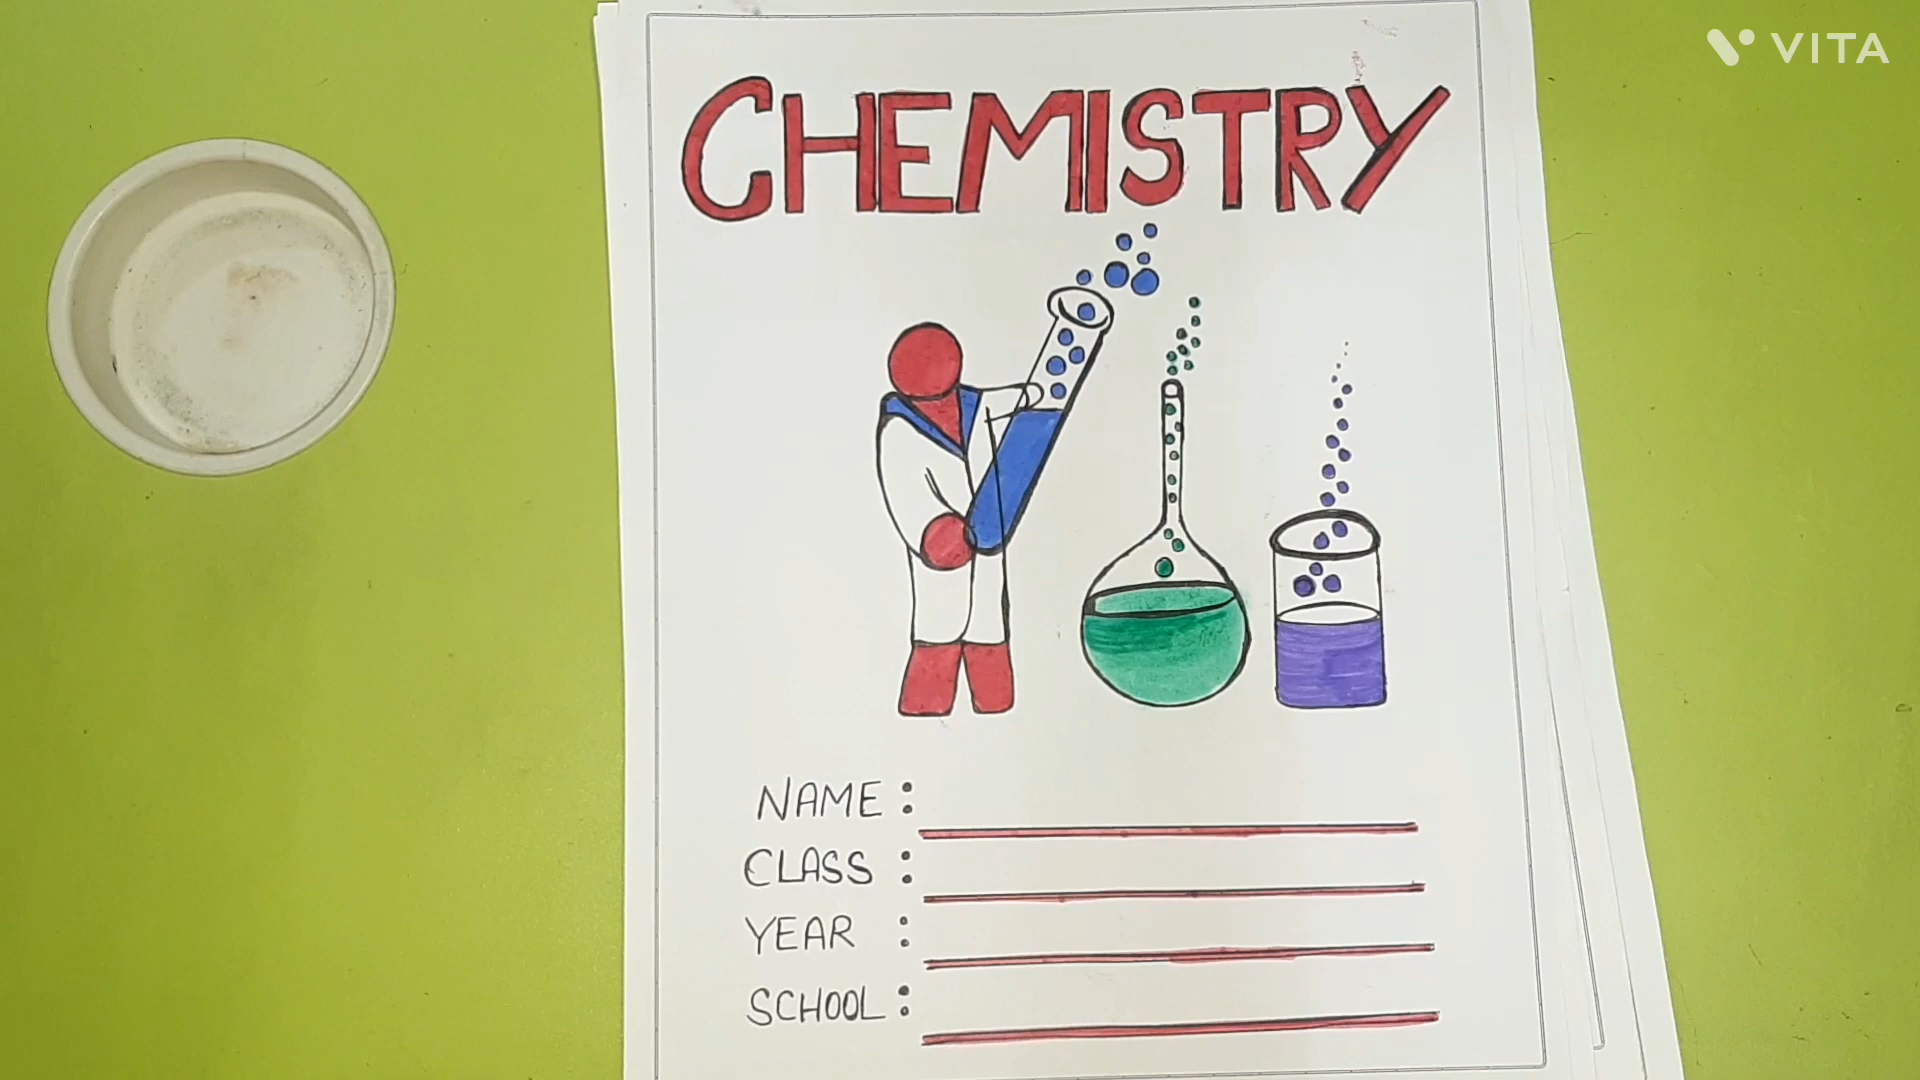 VITA
CHEMISTRY
NAME :
CLASS :
YEAR :
SCHOOL :